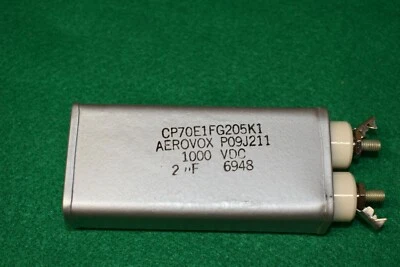 CP70E1FG205K1
AEROVOX P09J211
1000 VDC
2 µF 6948